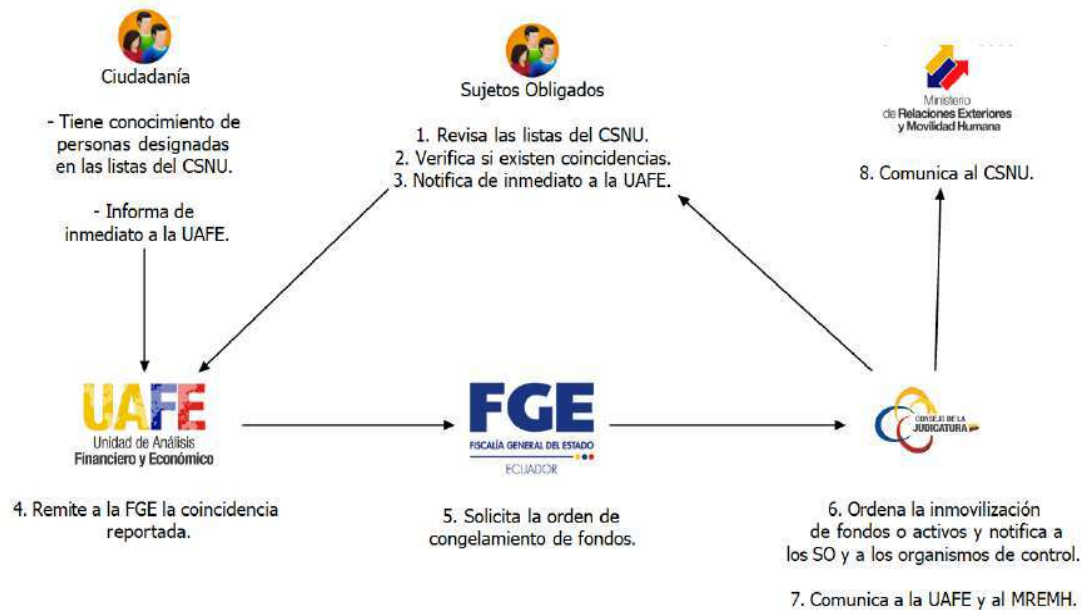 Ciudadanía
- Tiene conocimiento de
personas designadas
en las listas del CSNU.
- Informa de
inmediato a la UAFE.
Sujetos Obligados
1. Revisa las listas del CSNU.
2. Verifica si existen coincidencias.
3. Notifica de inmediato a la UAFE.
Ministerio
de Relaciones Exteriores
y Movilidad Humana
8. Comunica al CSNU.
UAFE
Unidad de Análisis
Financiero y Económico
4. Remite a la FGE la coincidencia
reportada.
FGE
FISCALÍA GENERAL DEL ESTADO
ECUADOR
5. Solicita la orden de
congelamiento de fondos.
CONSEJO DE LA
JUDICATURA
6. Ordena la inmovilización
de fondos o activos y notifica a
los SO y a los organismos de control.
7. Comunica a la UAFE y al MREMH.